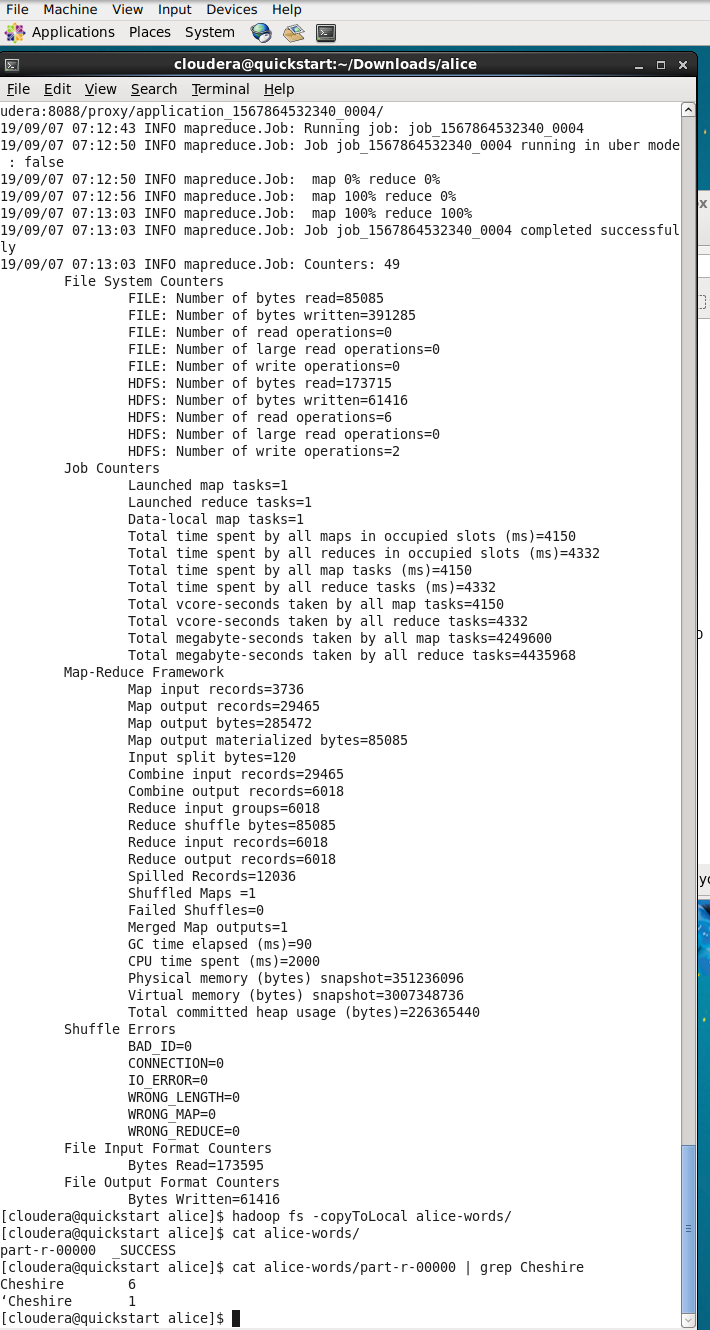 File Machine View Input Devices Help
Applications Places System
cloudera@quickstart:~/Downloads/alice
File Edit View Search Terminal Help
udera:8088/proxy/application_1567864532340_0004/
19/09/07 07:12:43 INFO mapreduce.Job: Running job: job_1567864532340_0004
19/09/07 07:12:50 INFO mapreduce.Job: Job job_1567864532340_0004 running in uber mode
 : false
19/09/07 07:12:50 INFO mapreduce.Job:  map 0% reduce 0%
19/09/07 07:12:56 INFO mapreduce.Job:  map 100% reduce 0%
19/09/07 07:13:03 INFO mapreduce.Job:  map 100% reduce 100%
19/09/07 07:13:03 INFO mapreduce.Job: Job job_1567864532340_0004 completed successful
ly
19/09/07 07:13:03 INFO mapreduce.Job: Counters: 49
File System Counters
FILE: Number of bytes read=85085
FILE: Number of bytes written=391285
FILE: Number of read operations=0
FILE: Number of large read operations=0
FILE: Number of write operations=0
HDFS: Number of bytes read=173715
HDFS: Number of bytes written=61416
HDFS: Number of read operations=6
HDFS: Number of large read operations=0
HDFS: Number of write operations=2
Job Counters
Launched map tasks=1
Launched reduce tasks=1
Data-local map tasks=1
Total time spent by all maps in occupied slots (ms)=4150
Total time spent by all reduces in occupied slots (ms)=4332
Total time spent by all map tasks (ms)=4150
Total time spent by all reduce tasks (ms)=4332
Total vcore-seconds taken by all map tasks=4150
Total vcore-seconds taken by all reduce tasks=4332
Total megabyte-seconds taken by all map tasks=4249600
Total megabyte-seconds taken by all reduce tasks=4435968
Map-Reduce Framework
Map input records=3736
Map output records=29465
Map output bytes=285472
Map output materialized bytes=85085
Input split bytes=120
Combine input records=29465
Combine output records=6018
Reduce input groups=6018
Reduce shuffle bytes=85085
Reduce input records=6018
Reduce output records=6018
Spilled Records=12036
Shuffled Maps =1
Failed Shuffles=0
Merged Map outputs=1
GC time elapsed (ms)=90
CPU time spent (ms)=2000
Physical memory (bytes) snapshot=351236096
Virtual memory (bytes) snapshot=3007348736
Total committed heap usage (bytes)=226365440
Shuffle Errors
BAD_ID=0
CONNECTION=0
IO_ERROR=0
WRONG_LENGTH=0
WRONG_MAP=0
WRONG_REDUCE=0
File Input Format Counters
Bytes Read=173595
File Output Format Counters
Bytes Written=61416
[cloudera@quickstart alice]$ hadoop fs -copyToLocal alice-words/
[cloudera@quickstart alice]$ cat alice-words/
part-r-00000  _SUCCESS
[cloudera@quickstart alice]$ cat alice-words/part-r-00000 | grep Cheshire
Cheshire 6
‘Cheshire 1
[cloudera@quickstart alice]$